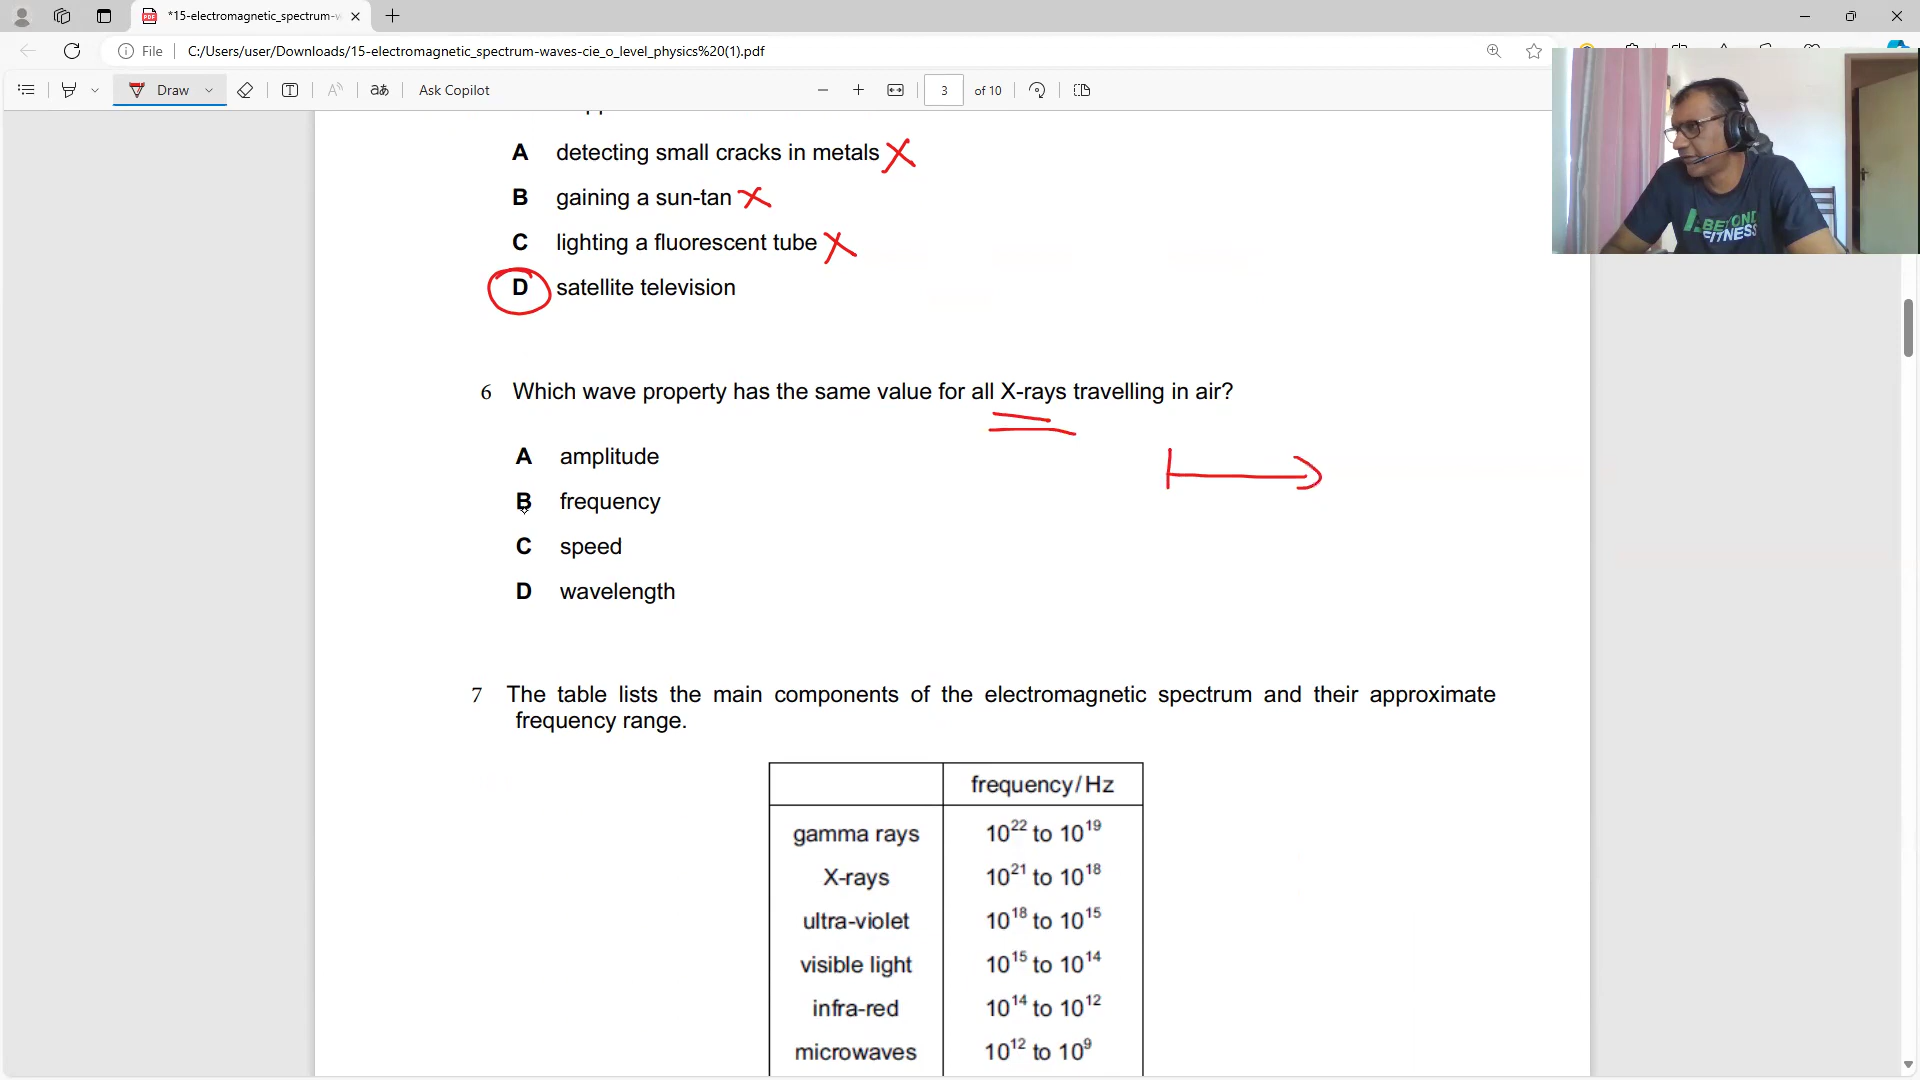 *15-electromagnetic_spectrum-w
File
C:/Users/user/Downloads/15-electromagnetic_spectrum-waves-cie_o_level_physics%20(1).pdf
Draw
Ask Copilot
3 of 10
A detecting small cracks in metals X
B gaining a sun-tan X
C lighting a fluorescent tube X
D satellite television
BEYOND
FITNESS
6 Which wave property has the same value for all X-rays travelling in air?
A amplitude
B frequency
C speed
D wavelength
7 The table lists the main components of the electromagnetic spectrum and their approximate
frequency range.
frequency/Hz
gamma rays 10²² to 10¹⁹
X-rays 10²¹ to 10¹⁸
ultra-violet 10¹⁸ to 10¹⁵
visible light 10¹⁵ to 10¹⁴
infra-red 10¹⁴ to 10¹²
microwaves 10¹² to 10⁹